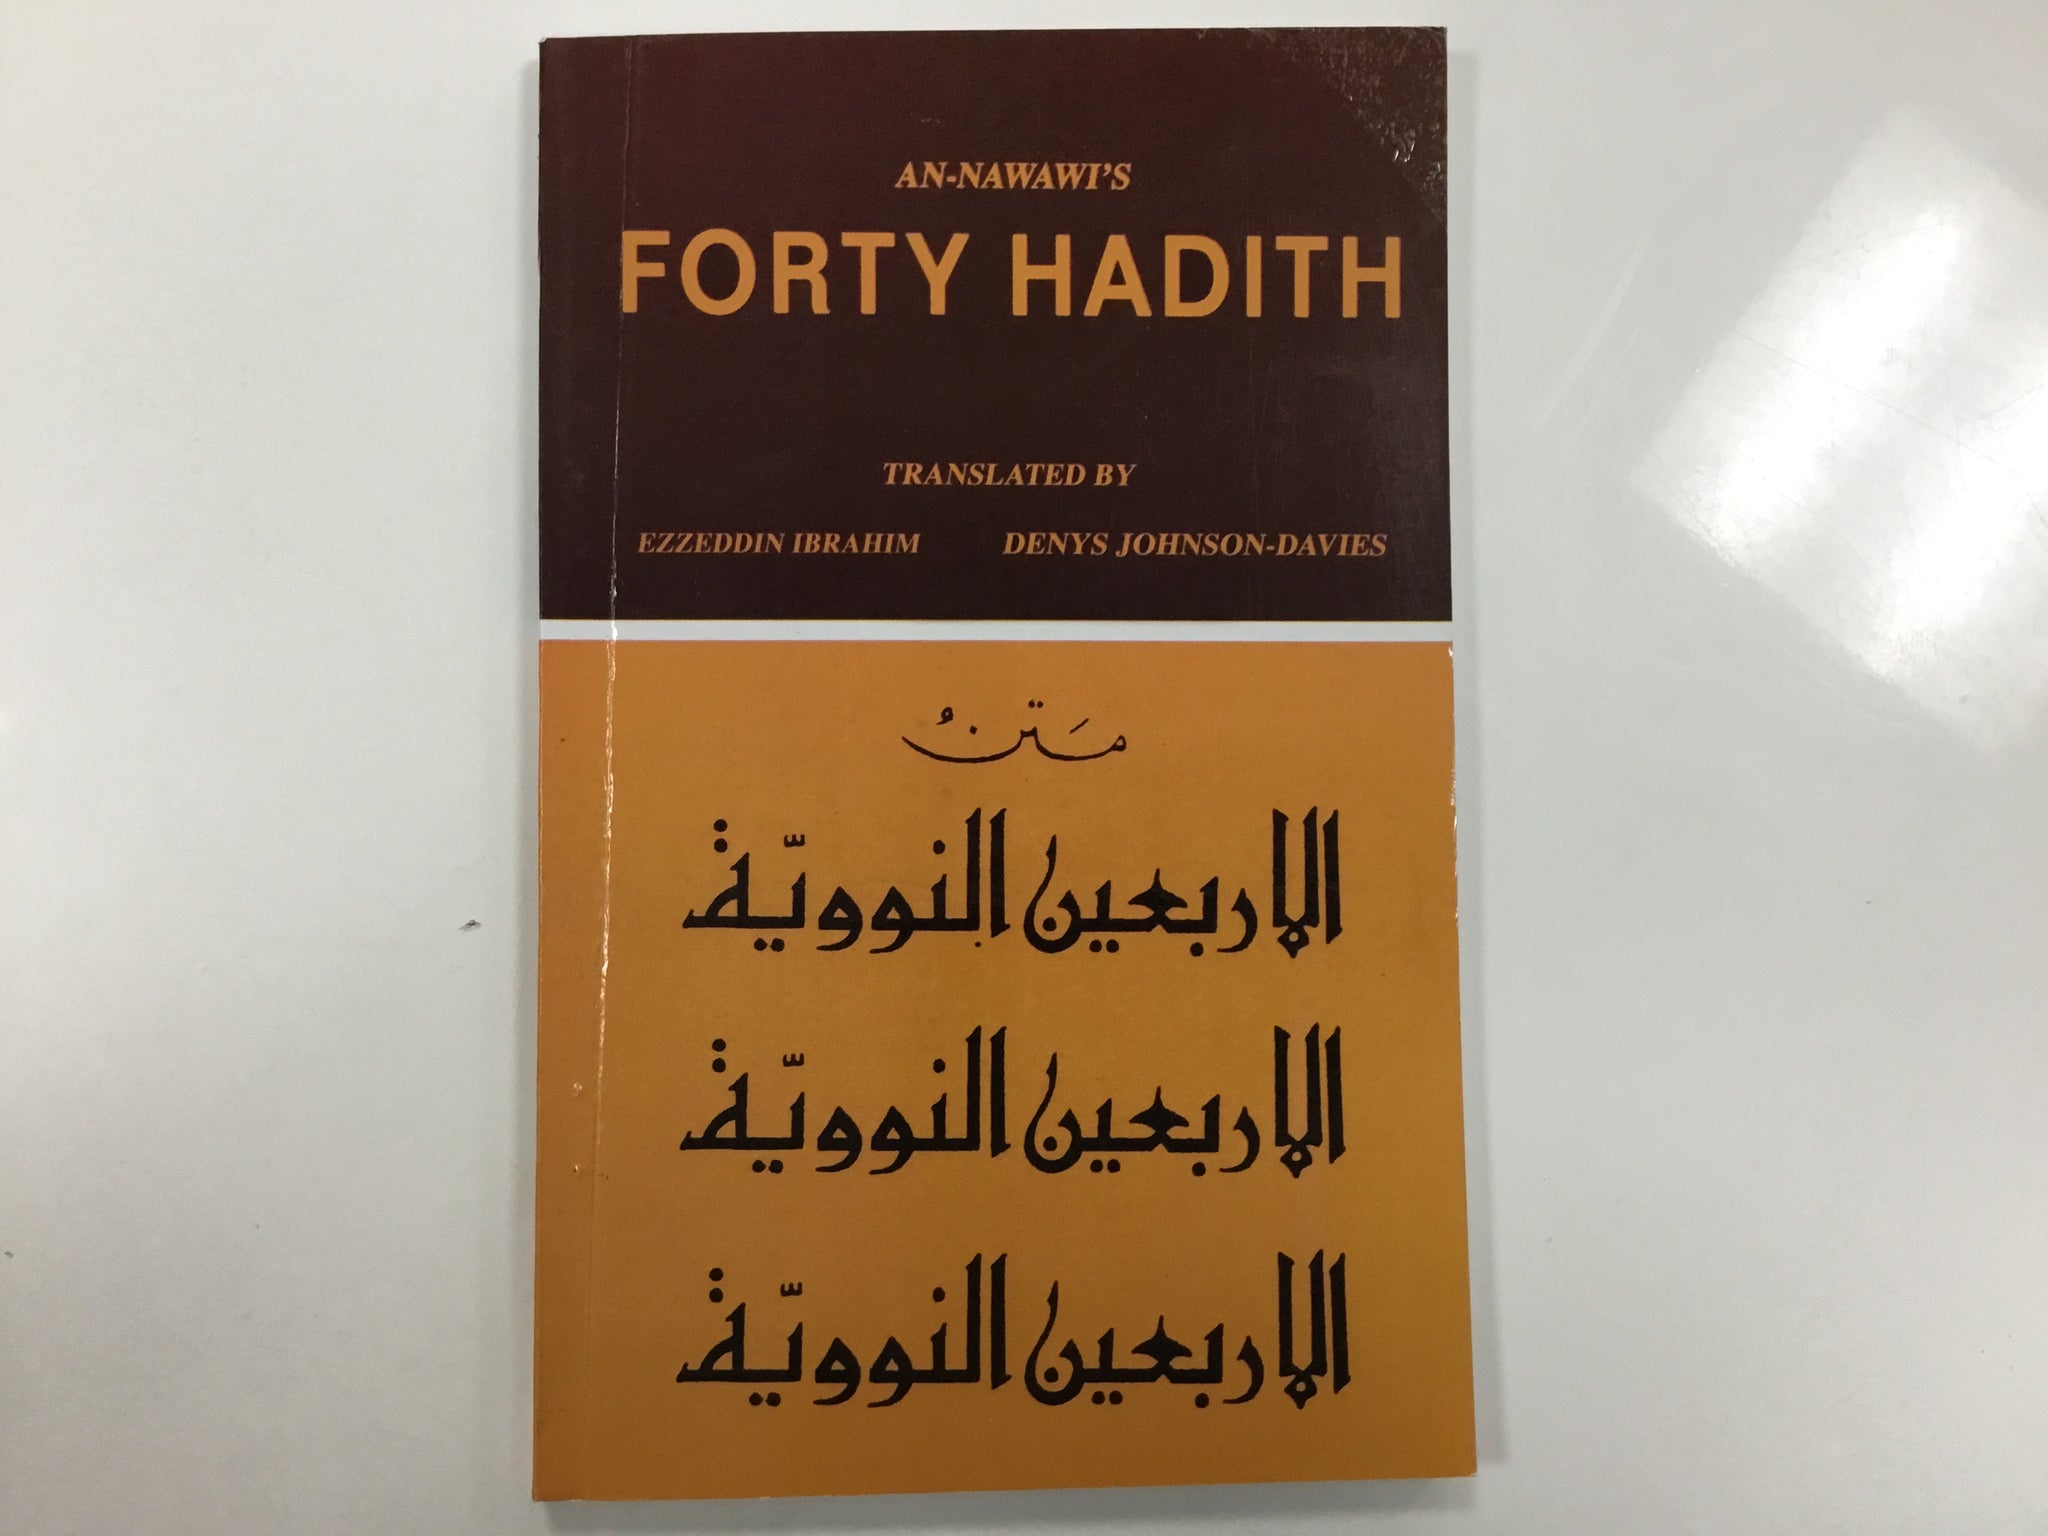 AN-NAWAWI'S
FORTY HADITH
TRANSLATED BY
EZZEDDIN IBRAHIM DENYS JOHNSON-DAVIES
مَتنُ
الاربعين النوويّة
الاربعين النوويّة
الاربعين النوويّة